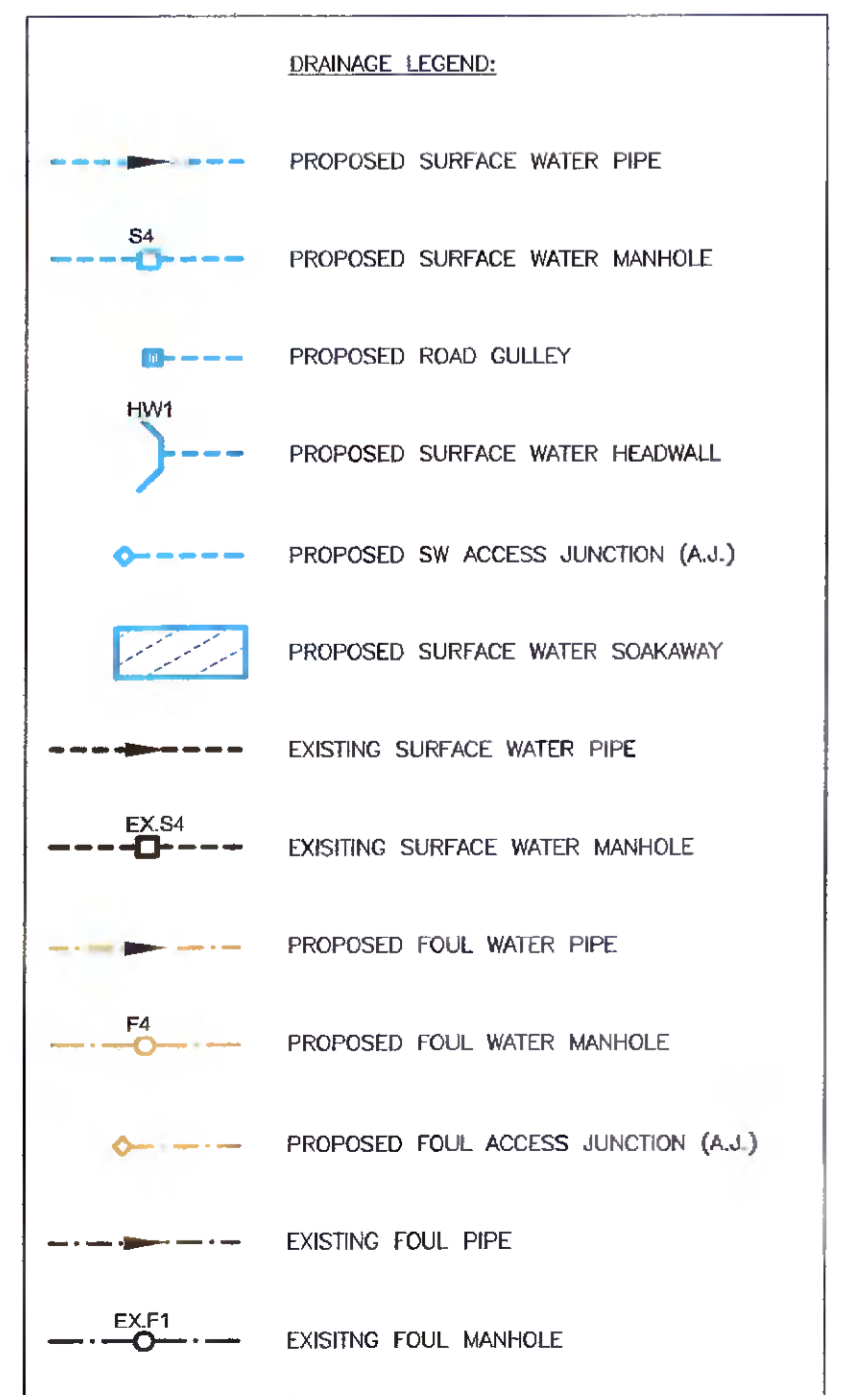 DRAINAGE LEGEND:
PROPOSED SURFACE WATER PIPE
S4
PROPOSED SURFACE WATER MANHOLE
PROPOSED ROAD GULLEY
HW1
PROPOSED SURFACE WATER HEADWALL
PROPOSED SW ACCESS JUNCTION (A.J.)
PROPOSED SURFACE WATER SOAKAWAY
EXISTING SURFACE WATER PIPE
EX.S4
EXISITING SURFACE WATER MANHOLE
PROPOSED FOUL WATER PIPE
F4
PROPOSED FOUL WATER MANHOLE
PROPOSED FOUL ACCESS JUNCTION (A.J.)
EXISTING FOUL PIPE
EX.F1
EXISITNG FOUL MANHOLE